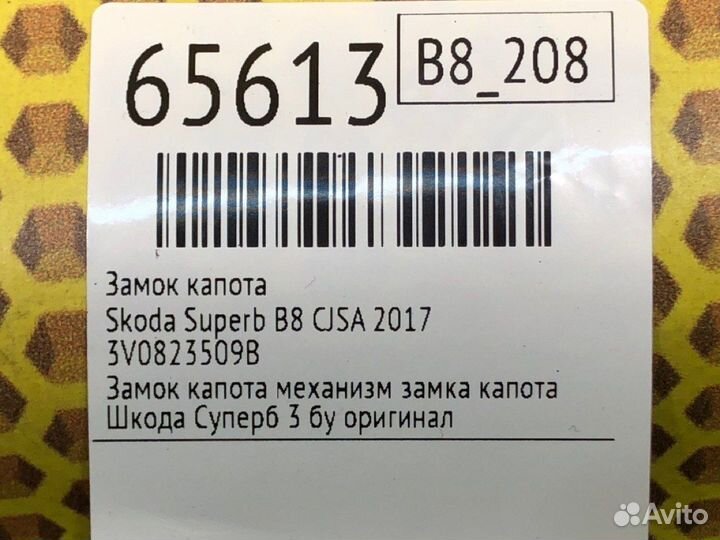 65613
B8_208
Замок капота
Skoda Superb B8 CJSA 2017
3V0823509B
Замок капота механизм замка капота
Шкода Суперб 3 бу оригинал
Avito